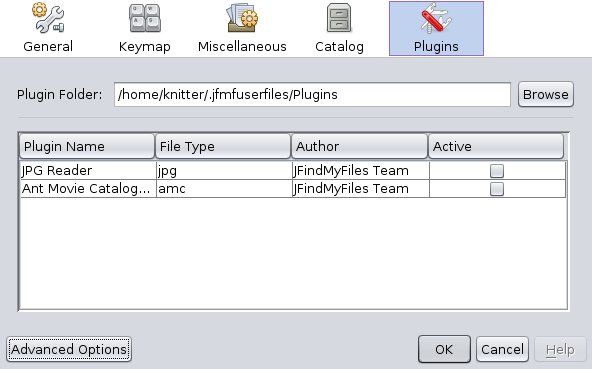 General Keymap Miscellaneous Catalog Plugins
Plugin Folder: /home/knitter/.jfmfuserfiles/Plugins Browse
Plugin Name File Type Author Active
JPG Reader jpg JFindMyFiles Team
Ant Movie Catalog... amc JFindMyFiles Team
Advanced Options OK Cancel Help